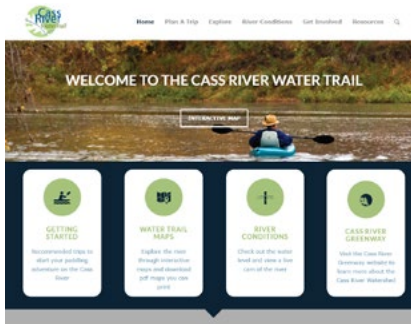 Cass
River
Home Plan A Trip Explore River Conditions Get Involved Resources
WELCOME TO THE CASS RIVER WATER TRAIL
INTERACTIVE MAP
GETTING
STARTED
Recommended steps to
start your paddling
adventure on the Cass
River
WATER TRAIL
MAPS
Explore the river
through interactive
maps and download
pdf maps you can
print
RIVER
CONDITIONS
Check out the water
level and view a live
cam of the river
CASS RIVER
GREENWAY
Visit the Cass River
Greenway website to
learn more about the
Cass River Watershed